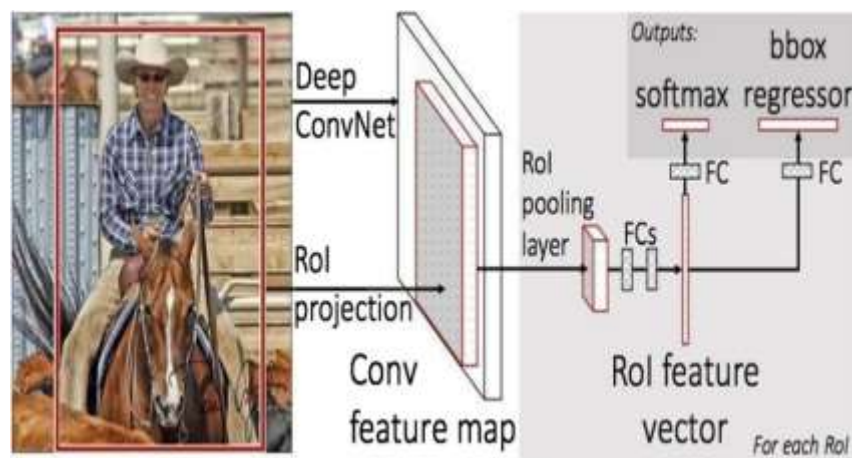 Deep
ConvNet
RoI
projection
Conv
feature map
RoI
pooling
layer
FCs
RoI feature
vector
For each RoI
Outputs:
softmax
bbox
regressor
FC
FC